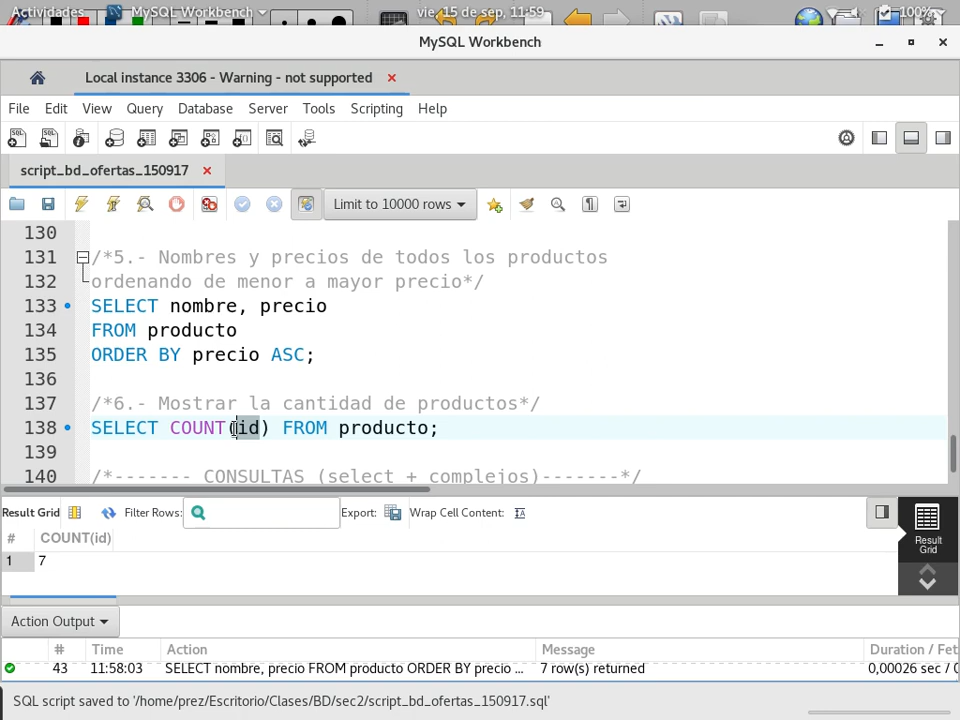 Actividades
MySQL Workbench
vie 15 de sep, 11:59
100%
MySQL Workbench
Local instance 3306 - Warning - not supported
File Edit View Query Database Server Tools Scripting Help
script_bd_ofertas_150917
Limit to 10000 rows
130
131 /*5.- Nombres y precios de todos los productos
132 ordenando de menor a mayor precio*/
133 SELECT nombre, precio
134 FROM producto
135 ORDER BY precio ASC;
136
137 /*6.- Mostrar la cantidad de productos*/
138 SELECT COUNT(id) FROM producto;
139
140 /*------- CONSULTAS (select + complejos)-------*/
Result Grid Filter Rows: Export: Wrap Cell Content:
# COUNT(id)
1 7
Result
Grid
Action Output
# Time Action Message Duration / Fet
43 11:58:03 SELECT nombre, precio FROM producto ORDER BY precio ... 7 row(s) returned 0,00026 sec / 0
SQL script saved to '/home/prez/Escritorio/Clases/BD/sec2/script_bd_ofertas_150917.sql'